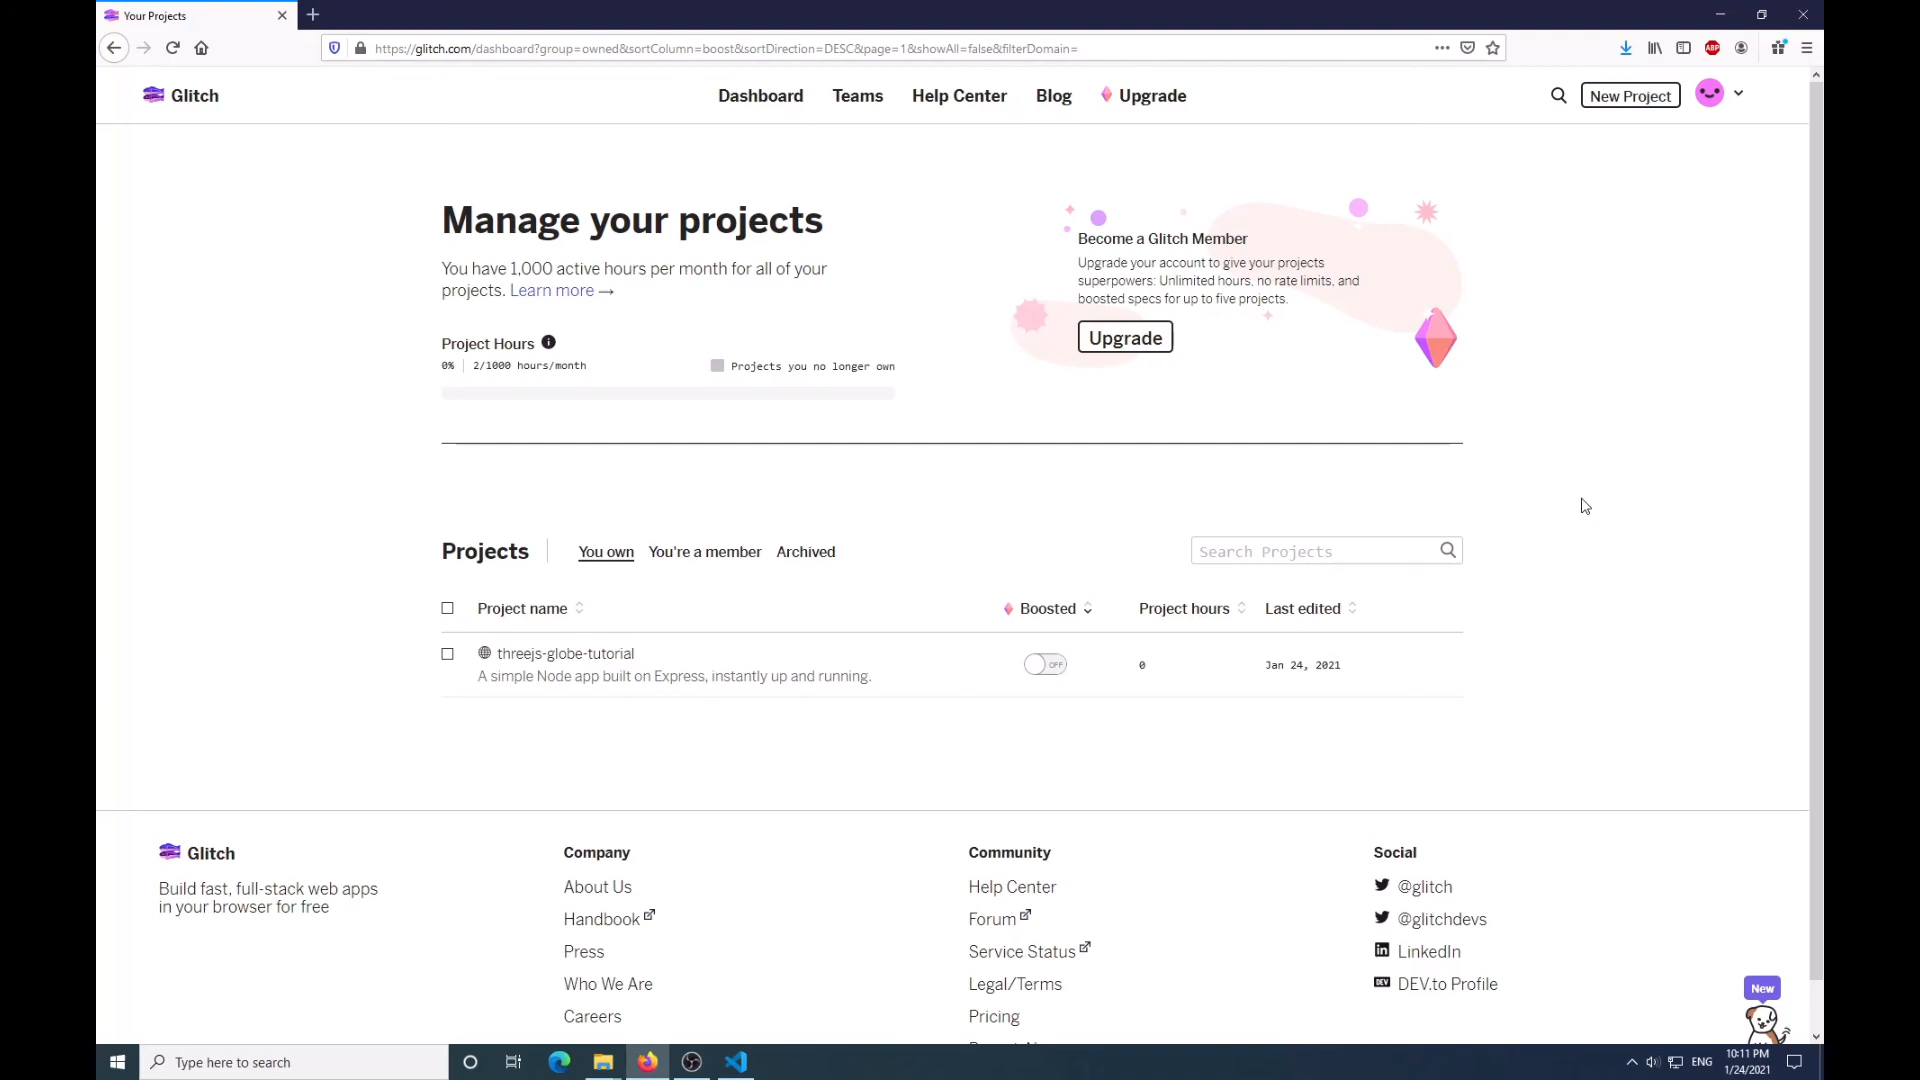 Your Projects
https://glitch.com/dashboard?group=owned&sortColumn=boost&sortDirection=DESC&page=1&showAll=false&filterDomain=
ABP
Glitch
Dashboard Teams Help Center Blog Upgrade
New Project
Manage your projects
You have 1,000 active hours per month for all of your
projects. Learn more →
Project Hours
0% 2/1000 hours/month
Projects you no longer own
Become a Glitch Member
Upgrade your account to give your projects
superpowers: Unlimited hours, no rate limits, and
boosted specs for up to five projects.
Upgrade
Projects You own You're a member Archived
Search Projects
Project name Boosted Project hours Last edited
threejs-globe-tutorial
A simple Node app built on Express, instantly up and running.
OFF
0
Jan 24, 2021
Glitch
Build fast, full-stack web apps
in your browser for free
Company
About Us
Handbook
Press
Who We Are
Careers
Community
Help Center
Forum
Service Status
Legal/Terms
Pricing
Social
@glitch
@glitchdevs
LinkedIn
DEV DEV.to Profile
New
Type here to search
ENG
10:11 PM
1/24/2021